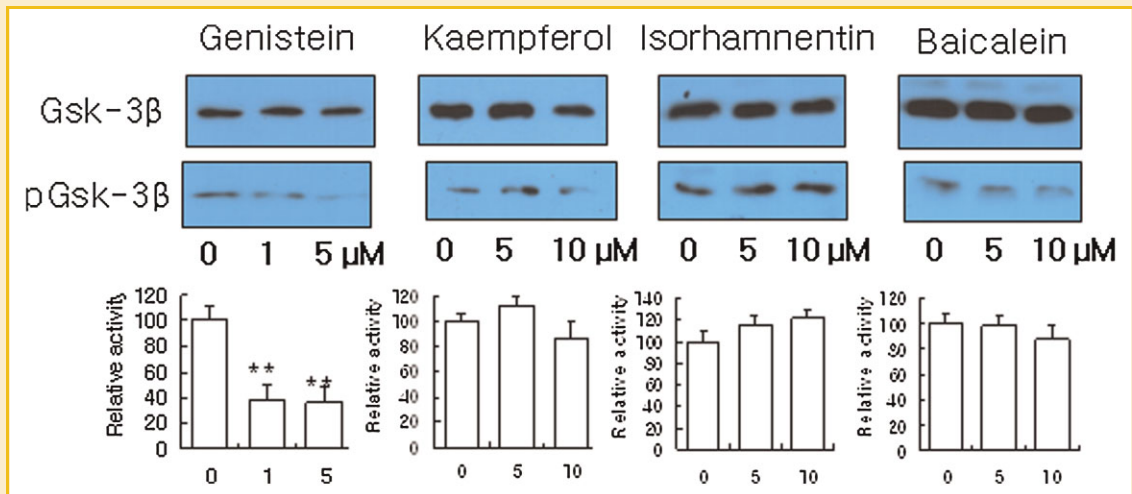 Genistein Kaempferol Isorhamnentin Baicalein
Gsk-3β
pGsk-3β
0 1 5 μM 0 5 10 μM 0 5 10 μM 0 5 10 μM
Relative activity
120
100
80
60
40
20
0
** **
0 1 5
Relative activity
120
100
80
60
40
20
0
0 5 10
Relative activity
140
120
100
80
60
40
20
0
0 5 10
Relative activity
120
100
80
60
40
20
0
0 5 10